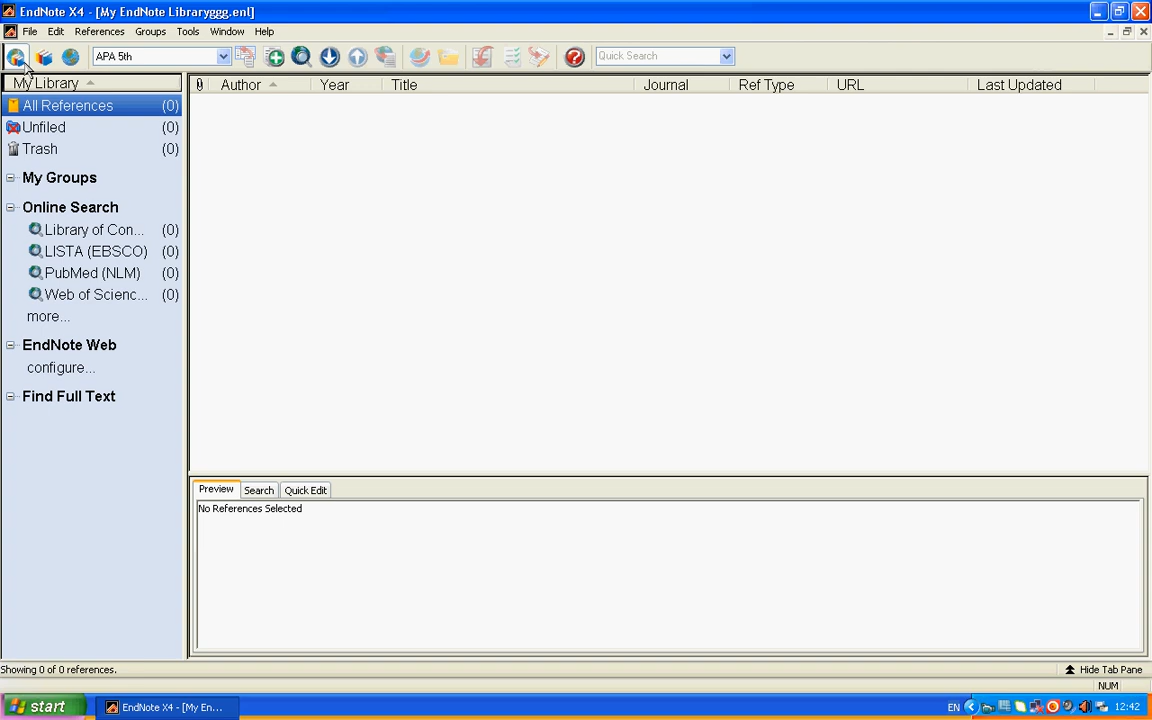 EndNote X4 - [My EndNote Libraryggg.enl]
File Edit References Groups Tools Window Help
APA 5th Quick Search
My Library Author Year Title Journal Ref Type URL Last Updated
All References (0)
Unfiled (0)
Trash (0)
My Groups
Online Search
Library of Con... (0)
LISTA (EBSCO) (0)
PubMed (NLM) (0)
Web of Scienc... (0)
more...
EndNote Web
configure...
Find Full Text
Preview Search Quick Edit
No References Selected
Showing 0 of 0 references. Hide Tab Pane
NUM
start EndNote X4 - [My En... EN 12:42